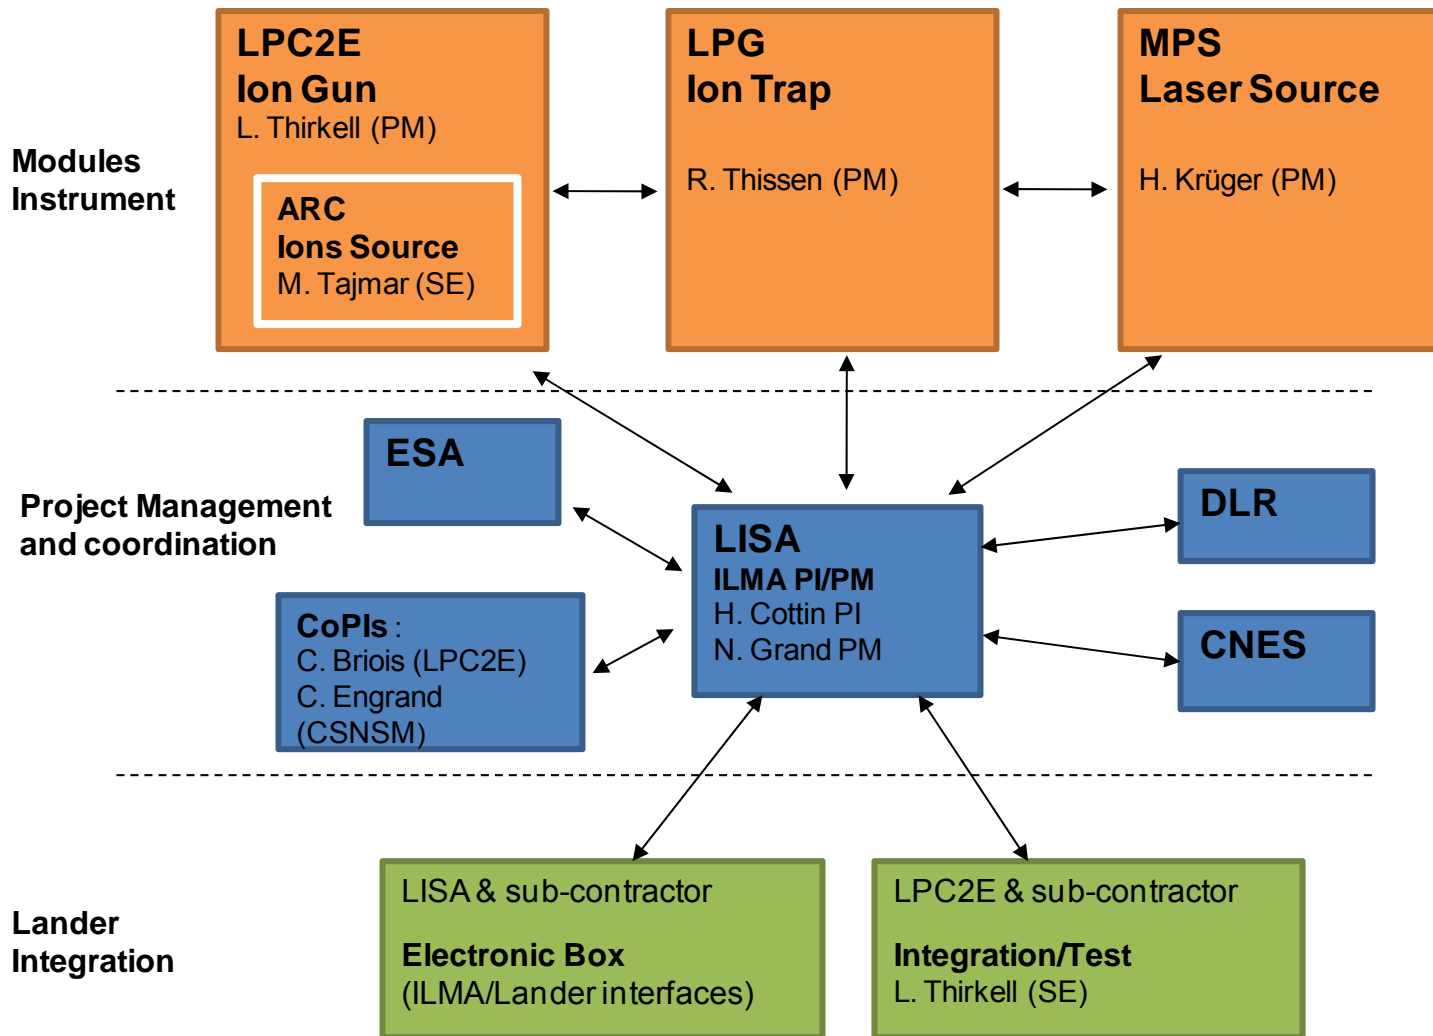 LPC2E
Ion Gun
L. Thirkell (PM)
ARC
Ions Source
M. Tajmar (SE)
LPG
Ion Trap
R. Thissen (PM)
MPS
Laser Source
H. Krüger (PM)
Modules
Instrument
ESA
Project Management
and coordination
CoPIs :
C. Briois (LPC2E)
C. Engrand
(CSNSM)
LISA
ILMA PI/PM
H. Cottin PI
N. Grand PM
DLR
CNES
Lander
Integration
LISA & sub-contractor
Electronic Box
(ILMA/Lander interfaces)
LPC2E & sub-contractor
Integration/Test
L. Thirkell (SE)